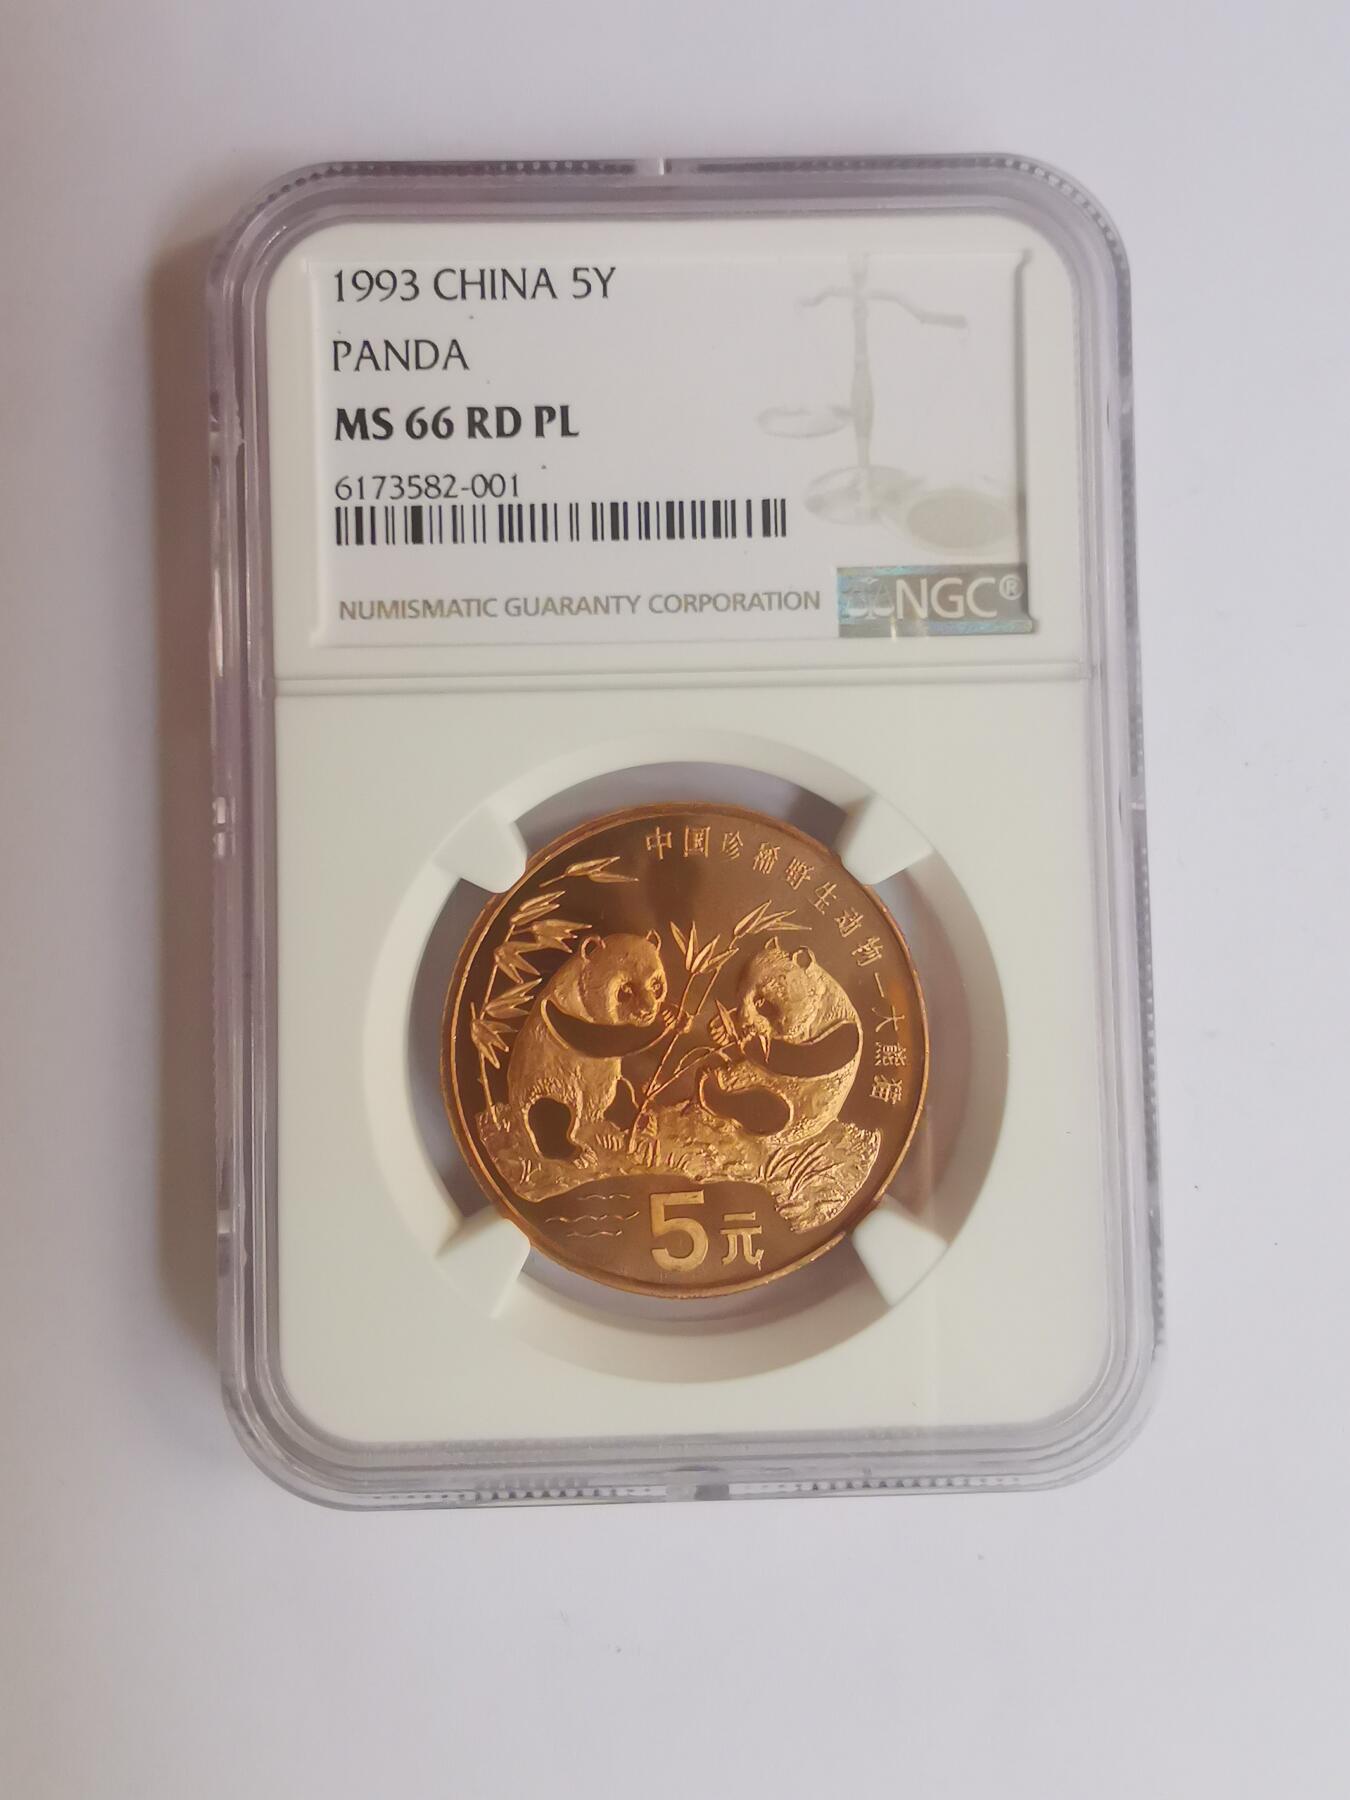 1993 CHINA 5Y
PANDA
MS 66 RD PL
6173582-001
NUMISMATIC GUARANTY CORPORATION
NGC®
中国珍稀野生动物一大熊猫
5元